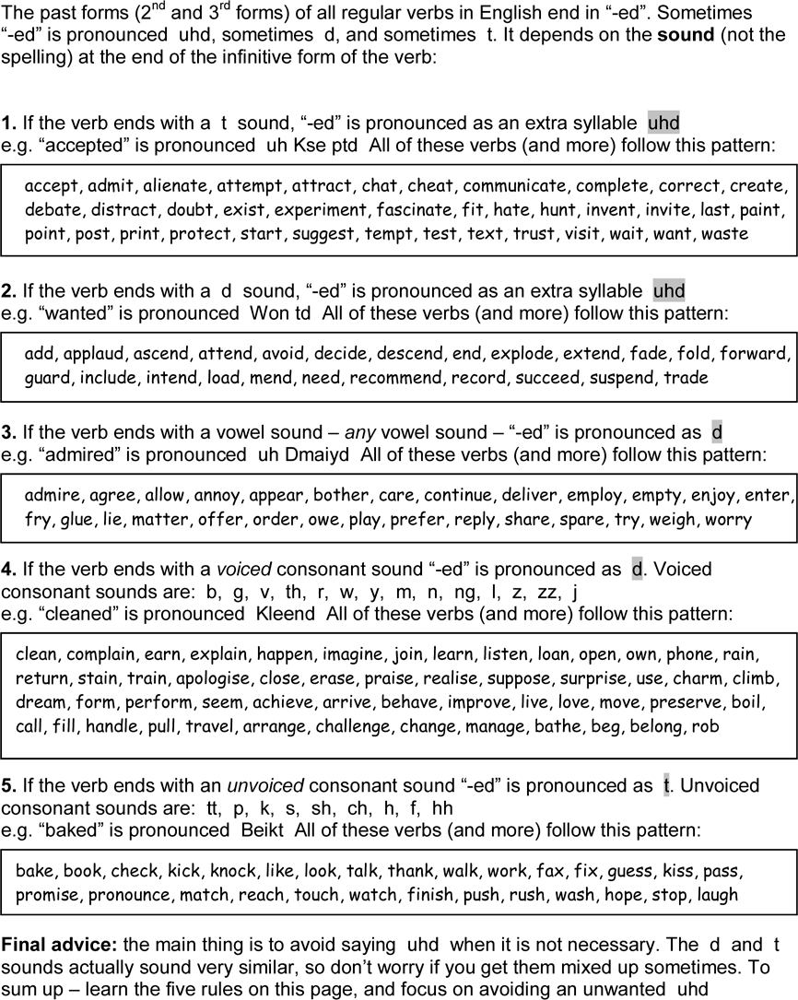 The past forms (2nd and 3rd forms) of all regular verbs in English end in “-ed”. Sometimes
“-ed” is pronounced uhd, sometimes d, and sometimes t. It depends on the sound (not the
spelling) at the end of the infinitive form of the verb:
1. If the verb ends with a t sound, “-ed” is pronounced as an extra syllable uhd
e.g. “accepted” is pronounced uh Kse ptd All of these verbs (and more) follow this pattern:
accept, admit, alienate, attempt, attract, chat, cheat, communicate, complete, correct, create,
debate, distract, doubt, exist, experiment, fascinate, fit, hate, hunt, invent, invite, last, paint,
point, post, print, protect, start, suggest, tempt, test, text, trust, visit, wait, want, waste
2. If the verb ends with a d sound, “-ed” is pronounced as an extra syllable uhd
e.g. “wanted” is pronounced Won td All of these verbs (and more) follow this pattern:
add, applaud, ascend, attend, avoid, decide, descend, end, explode, extend, fade, fold, forward,
guard, include, intend, load, mend, need, recommend, record, succeed, suspend, trade
3. If the verb ends with a vowel sound – any vowel sound – “-ed” is pronounced as d
e.g. “admired” is pronounced uh Dmaiyd All of these verbs (and more) follow this pattern:
admire, agree, allow, annoy, appear, bother, care, continue, deliver, employ, empty, enjoy, enter,
fry, glue, lie, matter, offer, order, owe, play, prefer, reply, share, spare, try, weigh, worry
4. If the verb ends with a voiced consonant sound “-ed” is pronounced as d. Voiced
consonant sounds are: b, g, v, th, r, w, y, m, n, ng, l, z, zz, j
e.g. “cleaned” is pronounced Kleend All of these verbs (and more) follow this pattern:
clean, complain, earn, explain, happen, imagine, join, learn, listen, loan, open, own, phone, rain,
return, stain, train, apologise, close, erase, praise, realise, suppose, surprise, use, charm, climb,
dream, form, perform, seem, achieve, arrive, behave, improve, live, love, move, preserve, boil,
call, fill, handle, pull, travel, arrange, challenge, change, manage, bathe, beg, belong, rob
5. If the verb ends with an unvoiced consonant sound “-ed” is pronounced as t. Unvoiced
consonant sounds are: tt, p, k, s, sh, ch, h, f, hh
e.g. “baked” is pronounced Beikt All of these verbs (and more) follow this pattern:
bake, book, check, kick, knock, like, look, talk, thank, walk, work, fax, fix, guess, kiss, pass,
promise, pronounce, match, reach, touch, watch, finish, push, rush, wash, hope, stop, laugh
Final advice: the main thing is to avoid saying uhd when it is not necessary. The d and t
sounds actually sound very similar, so don’t worry if you get them mixed up sometimes. To
sum up – learn the five rules on this page, and focus on avoiding an unwanted uhd